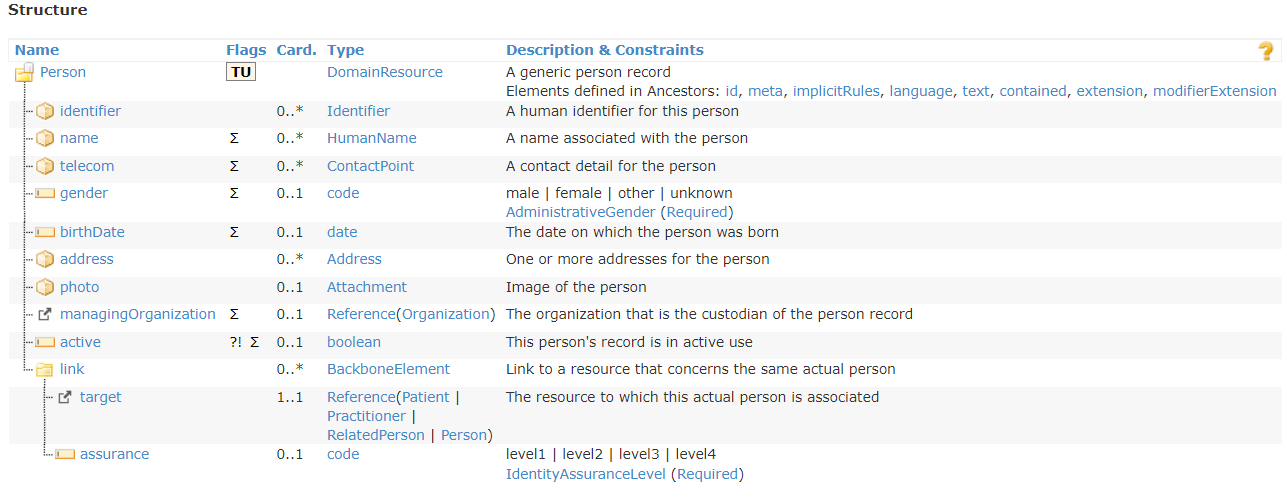 Structure
Name Flags Card. Type Description & Constraints ?
Person TU DomainResource A generic person record
Elements defined in Ancestors: id, meta, implicitRules, language, text, contained, extension, modifierExtension
identifier 0..* Identifier A human identifier for this person
name Σ 0..* HumanName A name associated with the person
telecom Σ 0..* ContactPoint A contact detail for the person
gender Σ 0..1 code male | female | other | unknown
AdministrativeGender (Required)
birthDate Σ 0..1 date The date on which the person was born
address 0..* Address One or more addresses for the person
photo 0..1 Attachment Image of the person
managingOrganization Σ 0..1 Reference(Organization) The organization that is the custodian of the person record
active ?! Σ 0..1 boolean This person's record is in active use
link 0..* BackboneElement Link to a resource that concerns the same actual person
target 1..1 Reference(Patient | The resource to which this actual person is associated
Practitioner |
RelatedPerson | Person)
assurance 0..1 code level1 | level2 | level3 | level4
IdentityAssuranceLevel (Required)